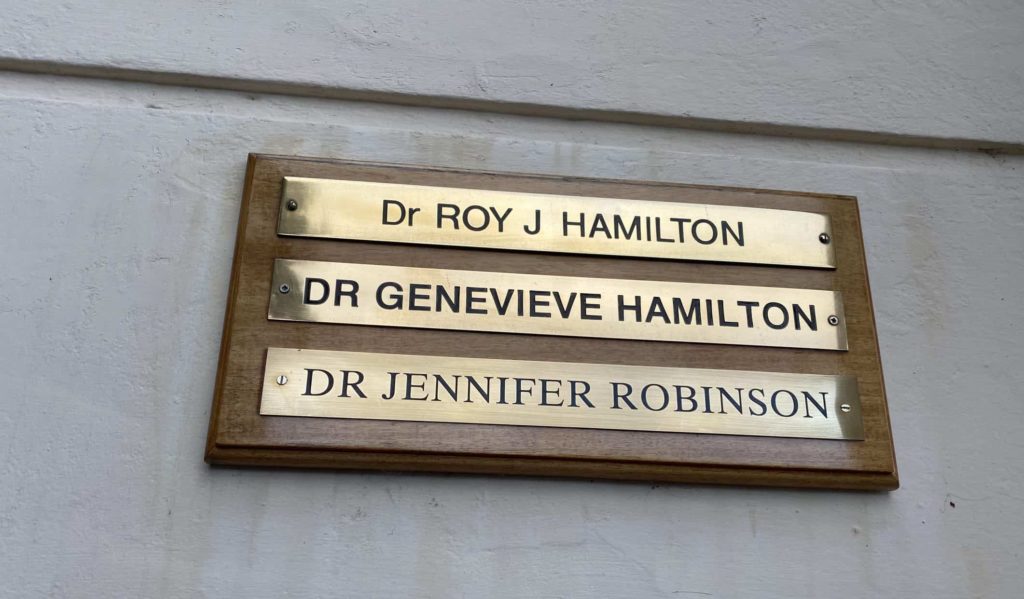 Dr ROY J HAMILTON
DR GENEVIEVE HAMILTON
DR JENNIFER ROBINSON